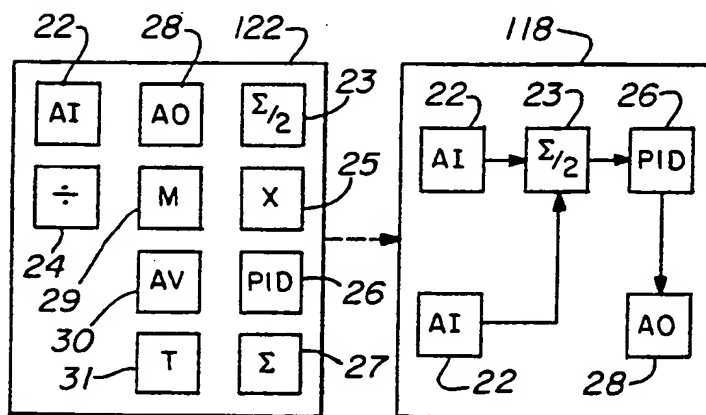 22 28 122 118
AI AO Σ/2 23 22 23 26
AI Σ/2 PID
÷ M X 25
24
29
AV PID 26
30
AI AO
T Σ 27
31
22 28